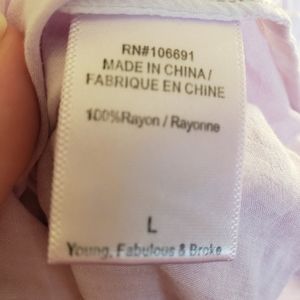 RN#106691
MADE IN CHINA/
FABRIQUE EN CHINE
100%Rayon / Rayonne
L
Young, Fabulous & Broke